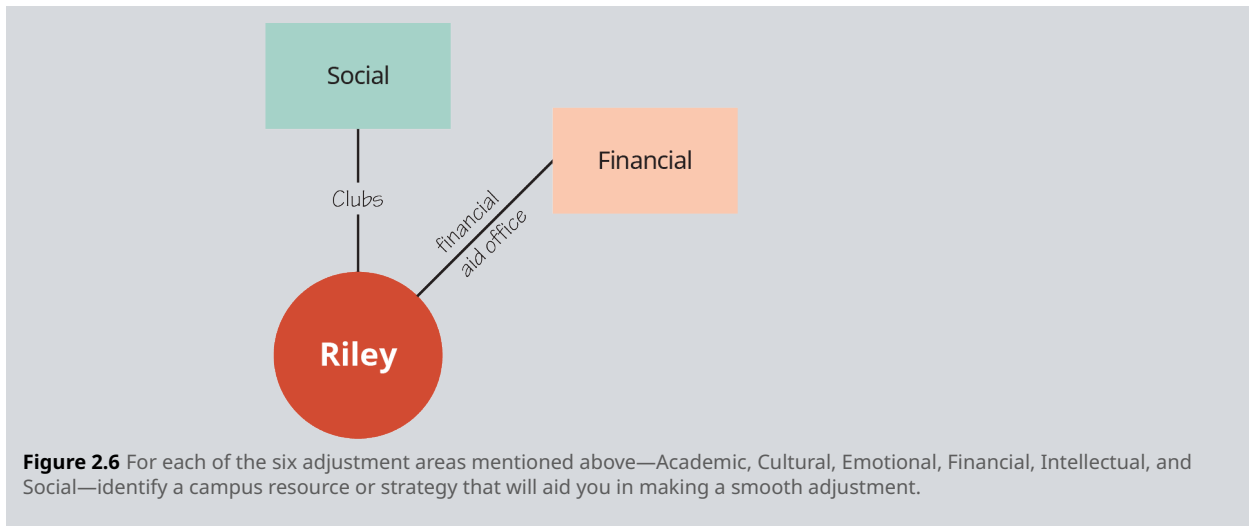 Social
Financial
Clubs
financial
aid office
Riley
Figure 2.6 For each of the six adjustment areas mentioned above—Academic, Cultural, Emotional, Financial, Intellectual, and
Social—identify a campus resource or strategy that will aid you in making a smooth adjustment.